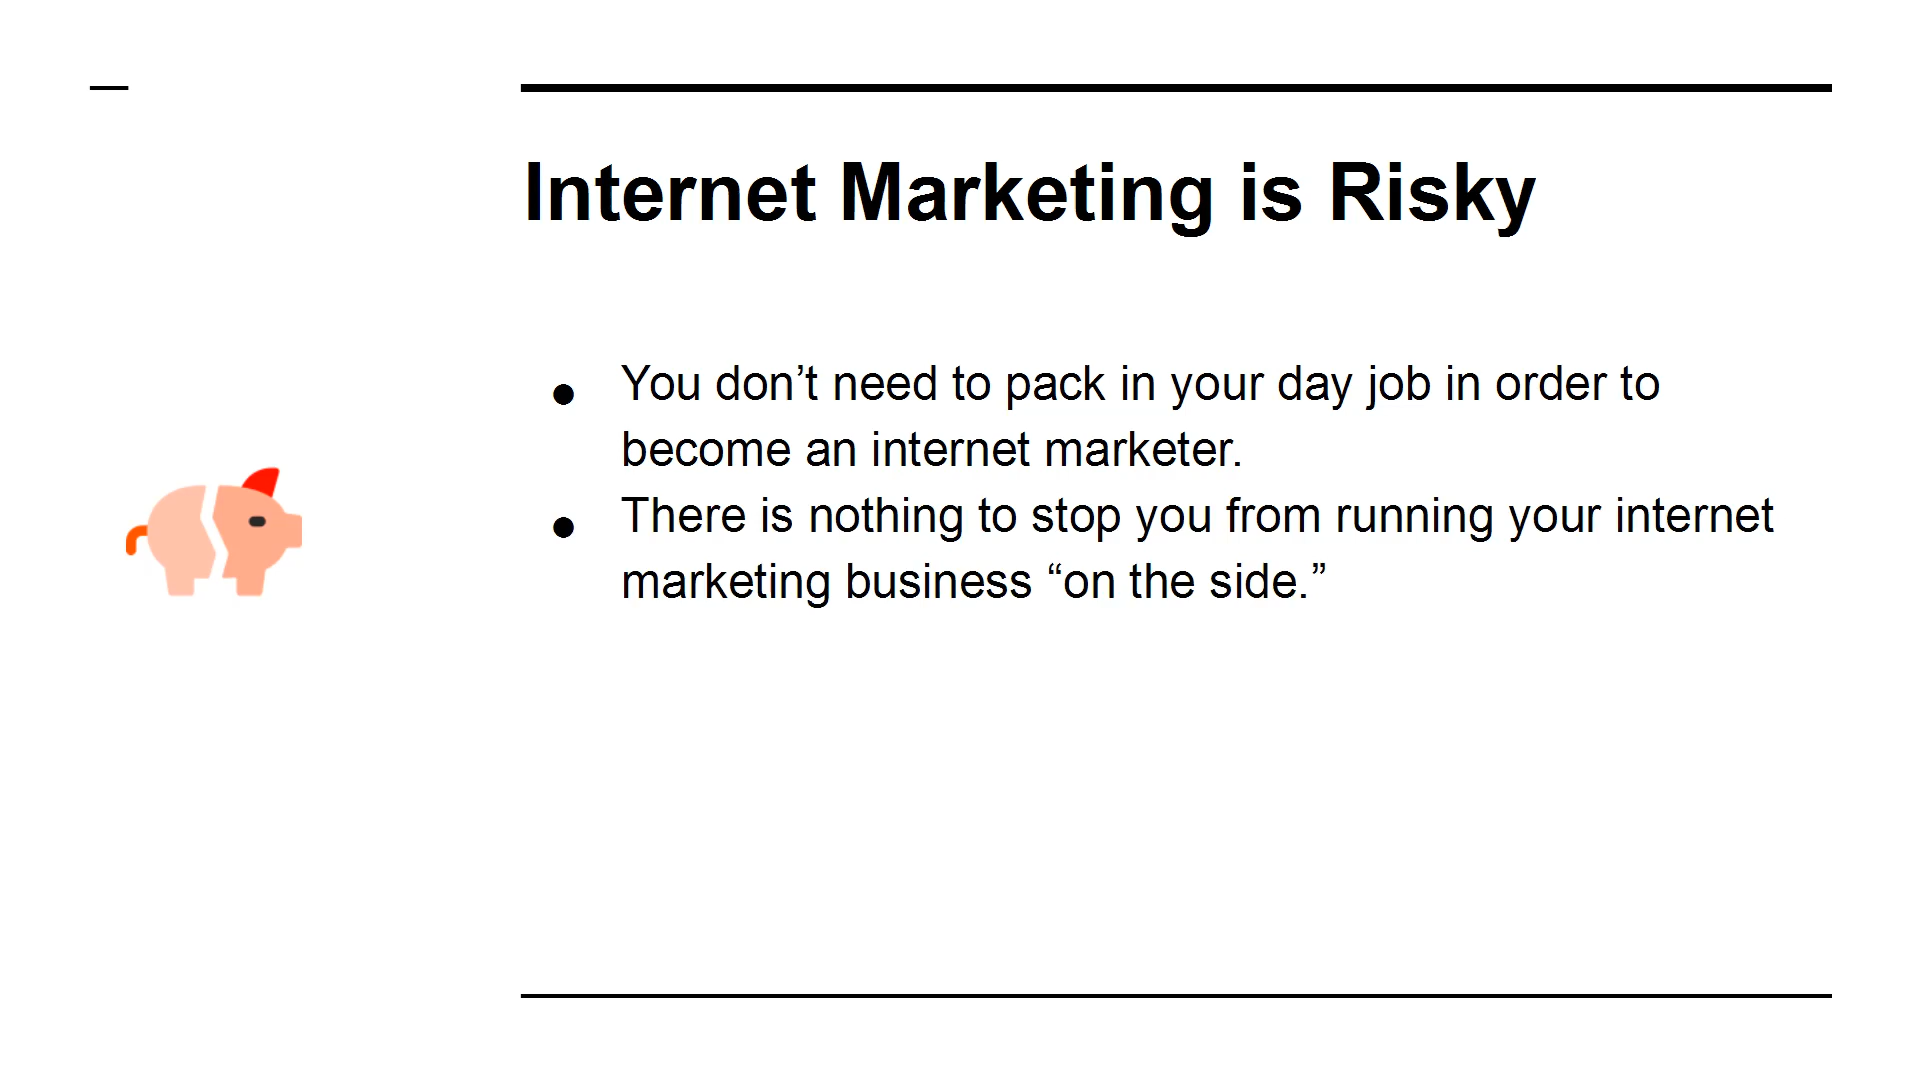 Internet Marketing is Risky
● You don’t need to pack in your day job in order to
become an internet marketer.
● There is nothing to stop you from running your internet
marketing business “on the side.”